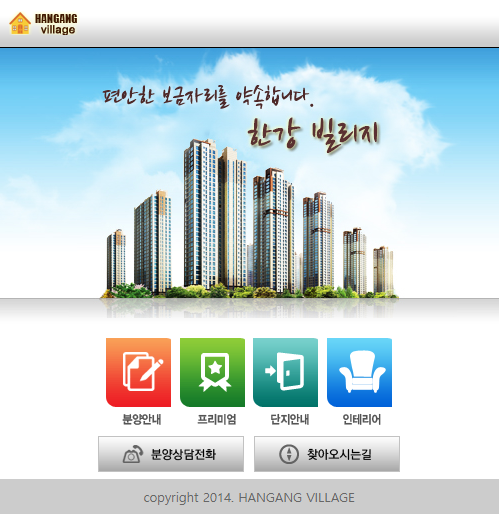 HANGANG
village
편안한 보금자리를 약속합니다.
한강 빌리지
분양안내 프리미엄 단지안내 인테리어
분양상담전화 찾아오시는길
copyright 2014. HANGANG VILLAGE